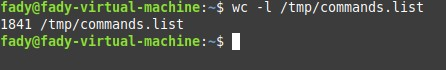 fady@fady-virtual-machine:~$ wc -l /tmp/commands.list
1841 /tmp/commands.list
fady@fady-virtual-machine:~$